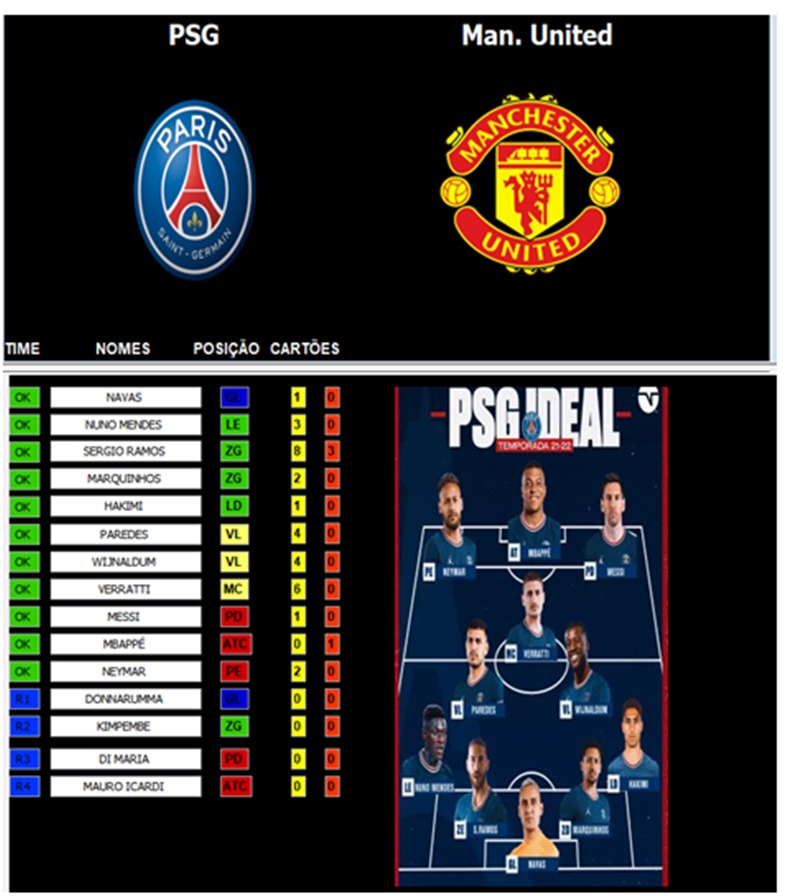 PSG Man. United
PARIS
SAINT-GERMAIN
MANCHESTER
UNITED
TIME NOMES POSIÇÃO CARTÕES
OK NAVAS GL 1 0
OK NUNO MENDES LE 3 0
OK SERGIO RAMOS ZG 8 3
OK MARQUINHOS ZG 2 0
OK HAKIMI LD 1 0
OK PAREDES VL 4 0
OK WIJNALDUM VL 4 0
OK VERRATTI MC 6 0
OK MESSI PD 1 0
OK MBAPPÉ ATC 0 1
OK NEYMAR PE 2 0
R1 DONNARUMMA GL 0 0
R2 KIMPEMBE ZG 0 0
R3 DI MARIA PD 0 0
R4 MAURO ICARDI ATC 0 0
PSG IDEAL
TEMPORADA 21-22
AT MBAPPÉ
PE NEYMAR PD MESSI
MC VERRATTI
VL PAREDES VL WIJNALDUM
LE NUNO MENDES LD HAKIMI
ZE S.RAMOS ZD MARQUINHOS
GL NAVAS